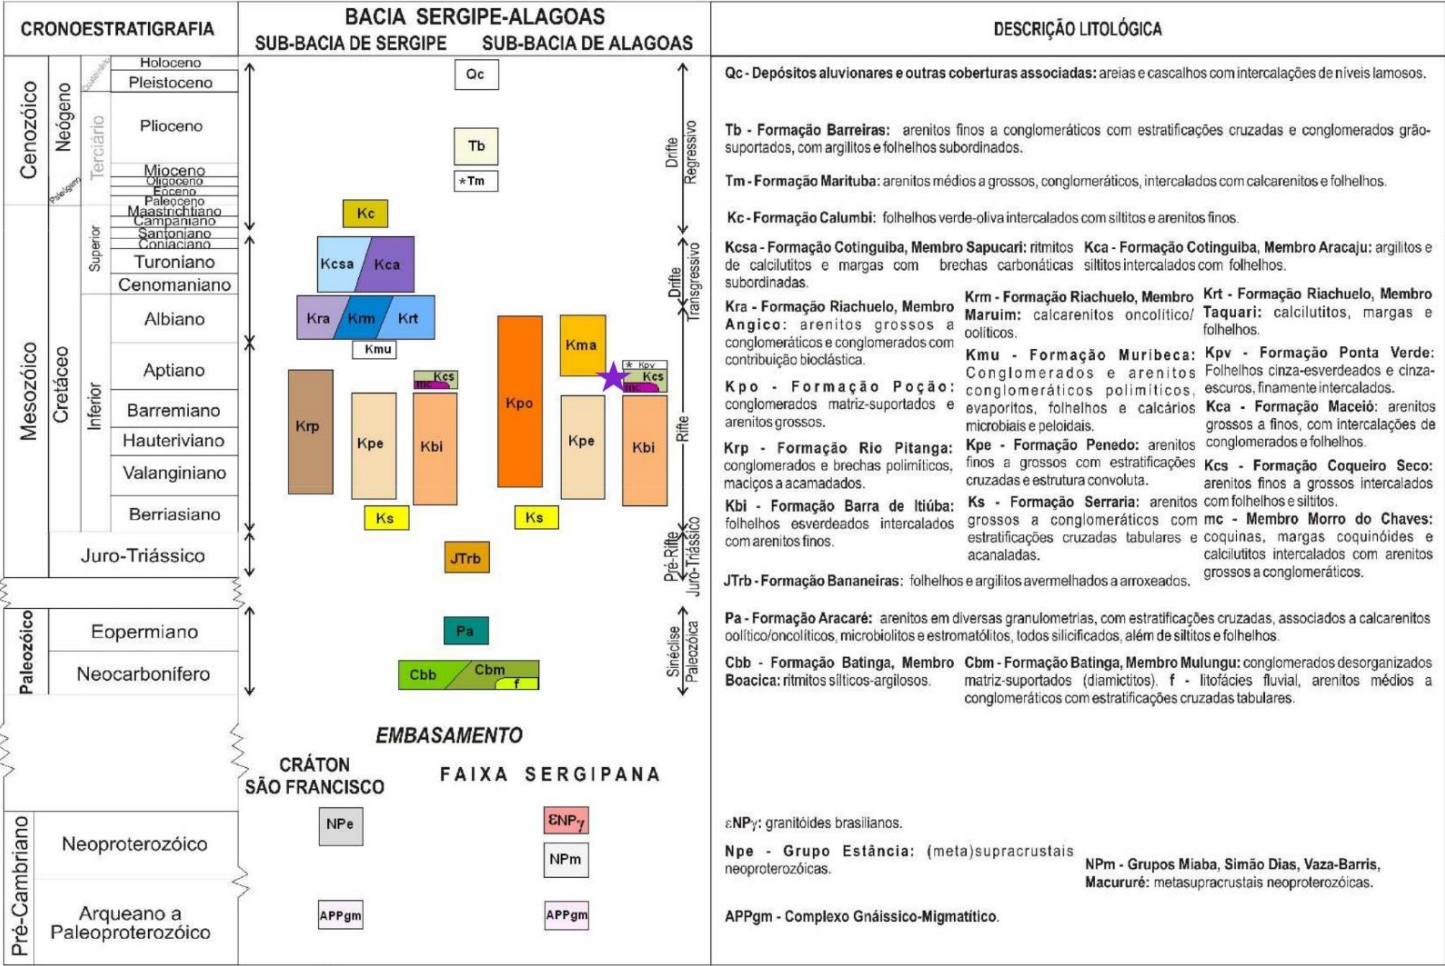 CRONOESTRATIGRAFIA
BACIA SERGIPE-ALAGOAS
SUB-BACIA DE SERGIPE
SUB-BACIA DE ALAGOAS
DESCRIÇÃO LITOLÓGICA
Cenozóico
Neógeno
Paleógeno
Terciário
Holoceno
Pleistoceno
Plioceno
Mioceno
Oligoceno
Eoceno
Paleoceno
Mesozóico
Cretáceo
Superior
Inferior
Maastrichtiano
Campaniano
Santoniano
Coniaciano
Turoniano
Cenomaniano
Albiano
Aptiano
Barremiano
Hauteriviano
Valanginiano
Berriasiano
Juro-Triássico
Paleozóico
Eopermiano
Neocarbonífero
Pré-Cambriano
Neoproterozóico
Arqueano a
Paleoproterozóico
Qc
Tb
*Tm
Kc
Kcsa
Kca
Kra
Krm
Krt
Kmu
Kcs
mc
Krp
Kpe
Kbi
Ks
Kpo
Kma
* Kpv
Kcs
mc
Kpe
Kbi
Ks
JTrb
Pa
Cbb
Cbm
f
Drifte
Regressivo
Drifte
Transgressivo
Rifte
Pré-Rifte
Juro-Triássico
Sinéclise
Paleozóica
EMBASAMENTO
CRÁTON
SÃO FRANCISCO
FAIXA SERGIPANA
NPe
εNPγ
NPm
APPgm
APPgm
Qc - Depósitos aluvionares e outras coberturas associadas: areias e cascalhos com intercalações de níveis lamosos.
Tb - Formação Barreiras: arenitos finos a conglomeráticos com estratificações cruzadas e conglomerados grão-
suportados, com argilitos e folhelhos subordinados.
Tm - Formação Marituba: arenitos médios a grossos, conglomeráticos, intercalados com calcarenitos e folhelhos.
Kc - Formação Calumbi: folhelhos verde-oliva intercalados com siltitos e arenitos finos.
Kcsa - Formação Cotinguiba, Membro Sapucari: ritmitos
de calcilutitos e margas com brechas carbonáticas
subordinadas.
Kca - Formação Cotinguiba, Membro Aracaju: argilitos e
siltitos intercalados com folhelhos.
Kra - Formação Riachuelo, Membro
Angico: arenitos grossos a
conglomeráticos e conglomerados com
contribuição bioclástica.
Krm - Formação Riachuelo, Membro
Maruim: calcarenitos oncolítico/
oolíticos.
Krt - Formação Riachuelo, Membro
Taquari: calcilutitos, margas e
folhelhos.
Kpo - Formação Poção:
conglomerados matriz-suportados e
arenitos grossos.
Kmu - Formação Muribeca:
Conglomerados e arenitos
conglomeráticos polimíticos,
evaporitos, folhelhos e calcários
microbiais e peloidais.
Kpv - Formação Ponta Verde:
Folhelhos cinza-esverdeados e cinza-
escuros, finamente intercalados.
Kca - Formação Maceió: arenitos
grossos a finos, com intercalações de
conglomerados e folhelhos.
Krp - Formação Rio Pitanga:
conglomerados e brechas polimíticos,
maciços a acamadados.
Kpe - Formação Penedo: arenitos
finos a grossos com estratificações
cruzadas e estrutura convoluta.
Kcs - Formação Coqueiro Seco:
arenitos finos a grossos intercalados
com folhelhos e siltitos.
Kbi - Formação Barra de Itiúba:
folhelhos esverdeados intercalados
com arenitos finos.
Ks - Formação Serraria: arenitos
grossos a conglomeráticos com
estratificações cruzadas tabulares e
acanaladas.
mc - Membro Morro do Chaves:
coquinas, margas coquinóides e
calcilutitos intercalados com arenitos
grossos a conglomeráticos.
JTrb - Formação Bananeiras: folhelhos e argilitos avermelhados a arroxeados.
Pa - Formação Aracaré: arenitos em diversas granulometrias, com estratificações cruzadas, associados a calcarenitos
oolítico/oncolíticos, microbiolitos e estromatólitos, todos silicificados, além de siltitos e folhelhos.
Cbb - Formação Batinga, Membro
Boacica: ritmitos sílticos-argilosos.
Cbm - Formação Batinga, Membro Mulungu: conglomerados desorganizados
matriz-suportados (diamictitos). f - litofácies fluvial, arenitos médios a
conglomeráticos com estratificações cruzadas tabulares.
εNPγ: granitóides brasilianos.
Npe - Grupo Estância: (meta)supracrustais
neoproterozóicas.
NPm - Grupos Miaba, Simão Dias, Vaza-Barris,
Macururé: metasupracrustais neoproterozóicas.
APPgm - Complexo Gnáissico-Migmatítico.